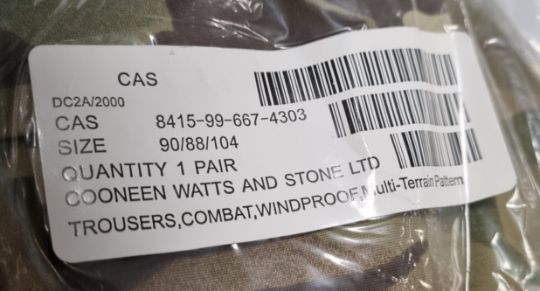 CAS
DC2A/2000
CAS 8415-99-667-4303
SIZE 90/88/104
QUANTITY 1 PAIR
COONEEN WATTS AND STONE LTD
TROUSERS,COMBAT,WINDPROOF,Multi-Terrain Pattern